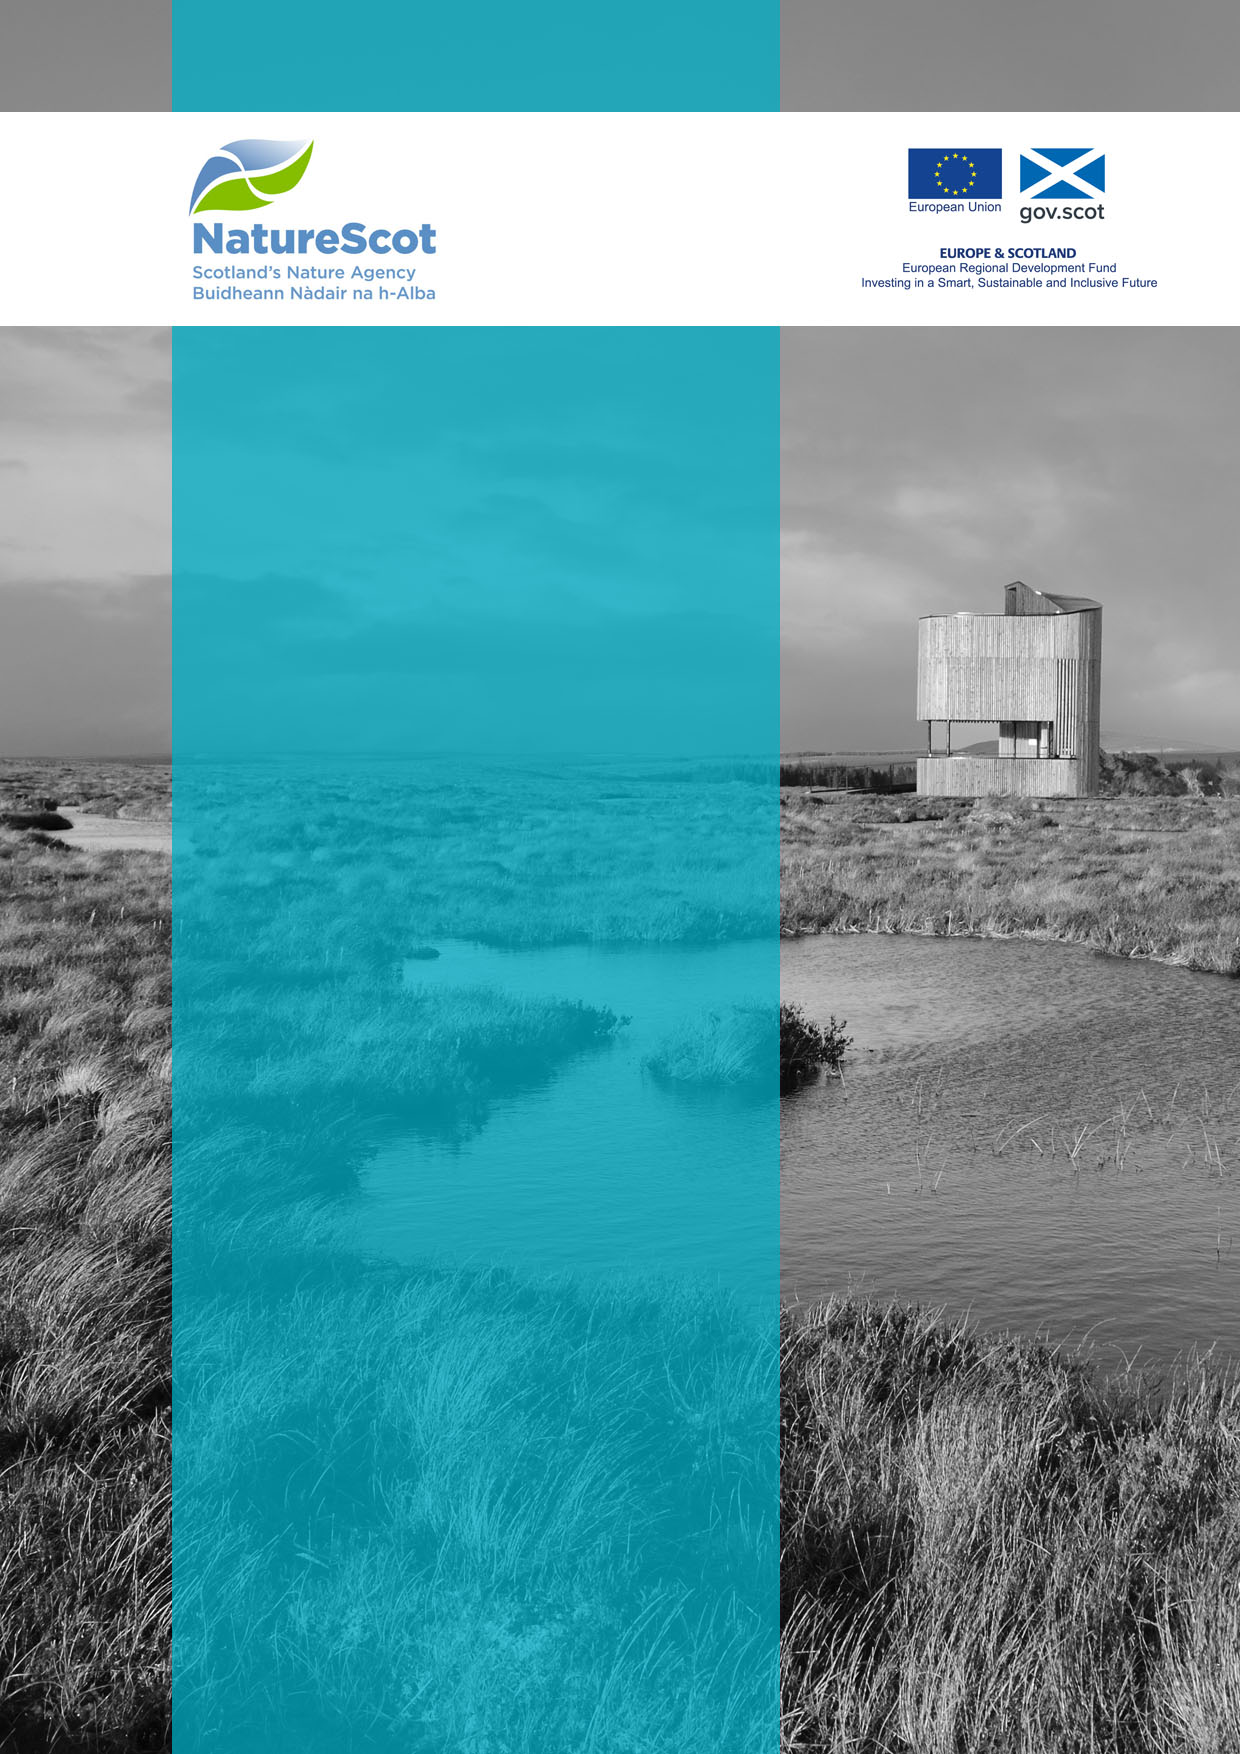 NatureScot
Scotland's Nature Agency
Buidheann Nàdair na h-Alba
European Union
gov.scot
EUROPE & SCOTLAND
European Regional Development Fund
Investing in a Smart, Sustainable and Inclusive Future